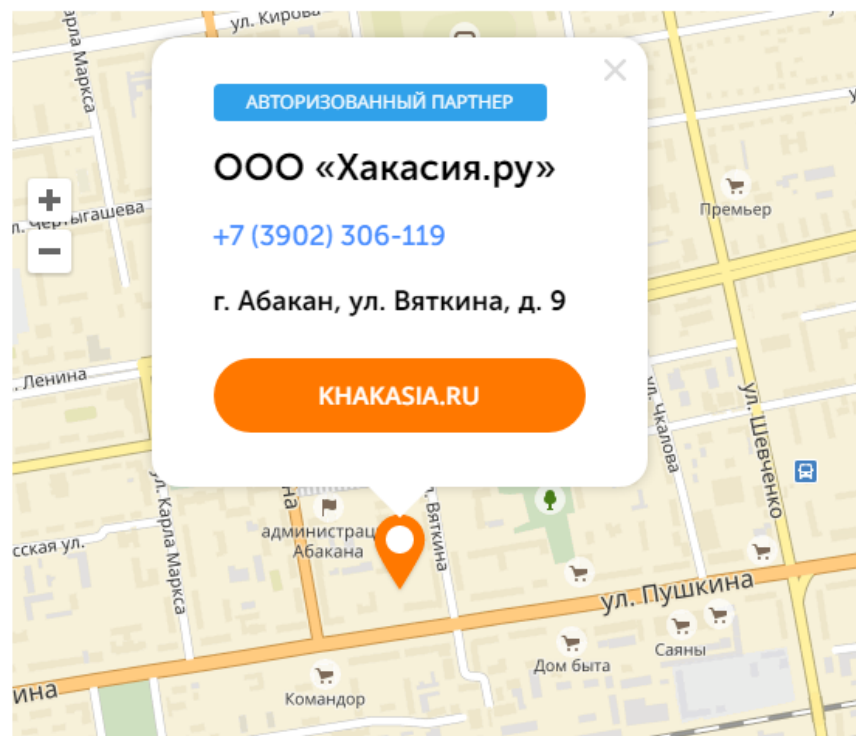 ул. Кирова
Карла Маркса
×
АВТОРИЗОВАННЫЙ ПАРТНЕР
ООО «Хакасия.ру»
+
Премьер
Чертыгашева
−
+7 (3902) 306-119
г. Абакан, ул. Вяткина, д. 9
Ленина
KHAKASIA.RU
ул. Чкалова
ул. Шевченко
ул. Карла Маркса
Вяткина
администрац
Абакана
ул.
ул. Пушкина
Саяны
Дом быта
Командор